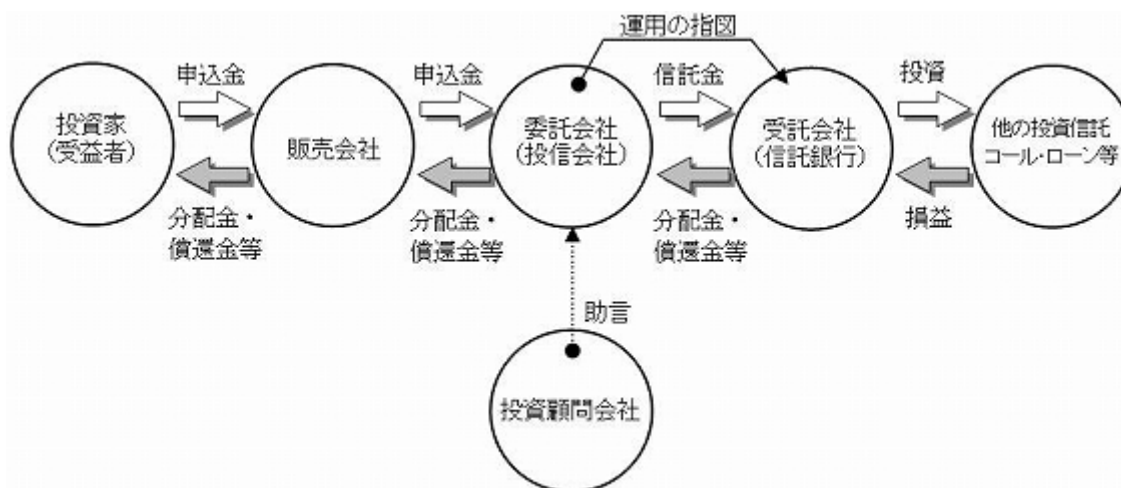 運用の指図
申込金
申込金
信託金
投資
投資家
(受益者)
販売会社
委託会社
(投信会社)
受託会社
(信託銀行)
他の投資信託
コール・ローン等
分配金・
償還金等
分配金・
償還金等
分配金・
償還金等
損益
助言
投資顧問会社